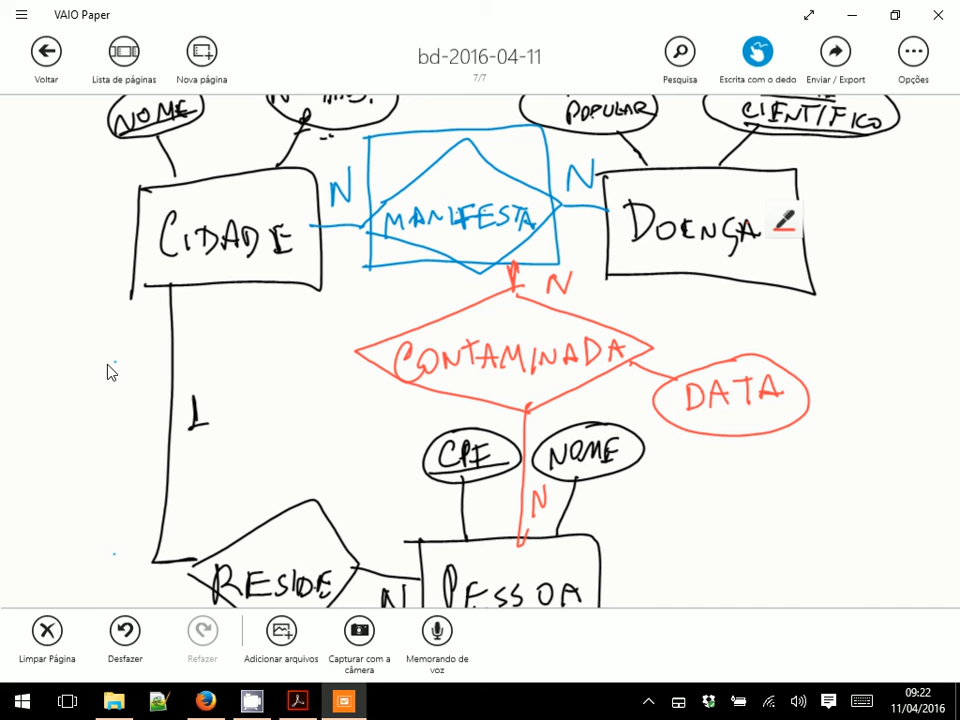 VAIO Paper
Voltar
Lista de páginas
Nova página
bd-2016-04-11
7/7
Pesquisa
Escrita com o dedo
Enviar / Export
Opções
NOME
POPULAR
CIENTÍFICO
N
MANIFESTA
N
CIDADE
DOENÇA
N
CONTAMINADA
DATA
1
CPF
NOME
N
RESIDE
N
PESSOA
Limpar Página
Desfazer
Refazer
Adicionar arquivos
Capturar com a câmera
Memorando de voz
09:22
11/04/2016